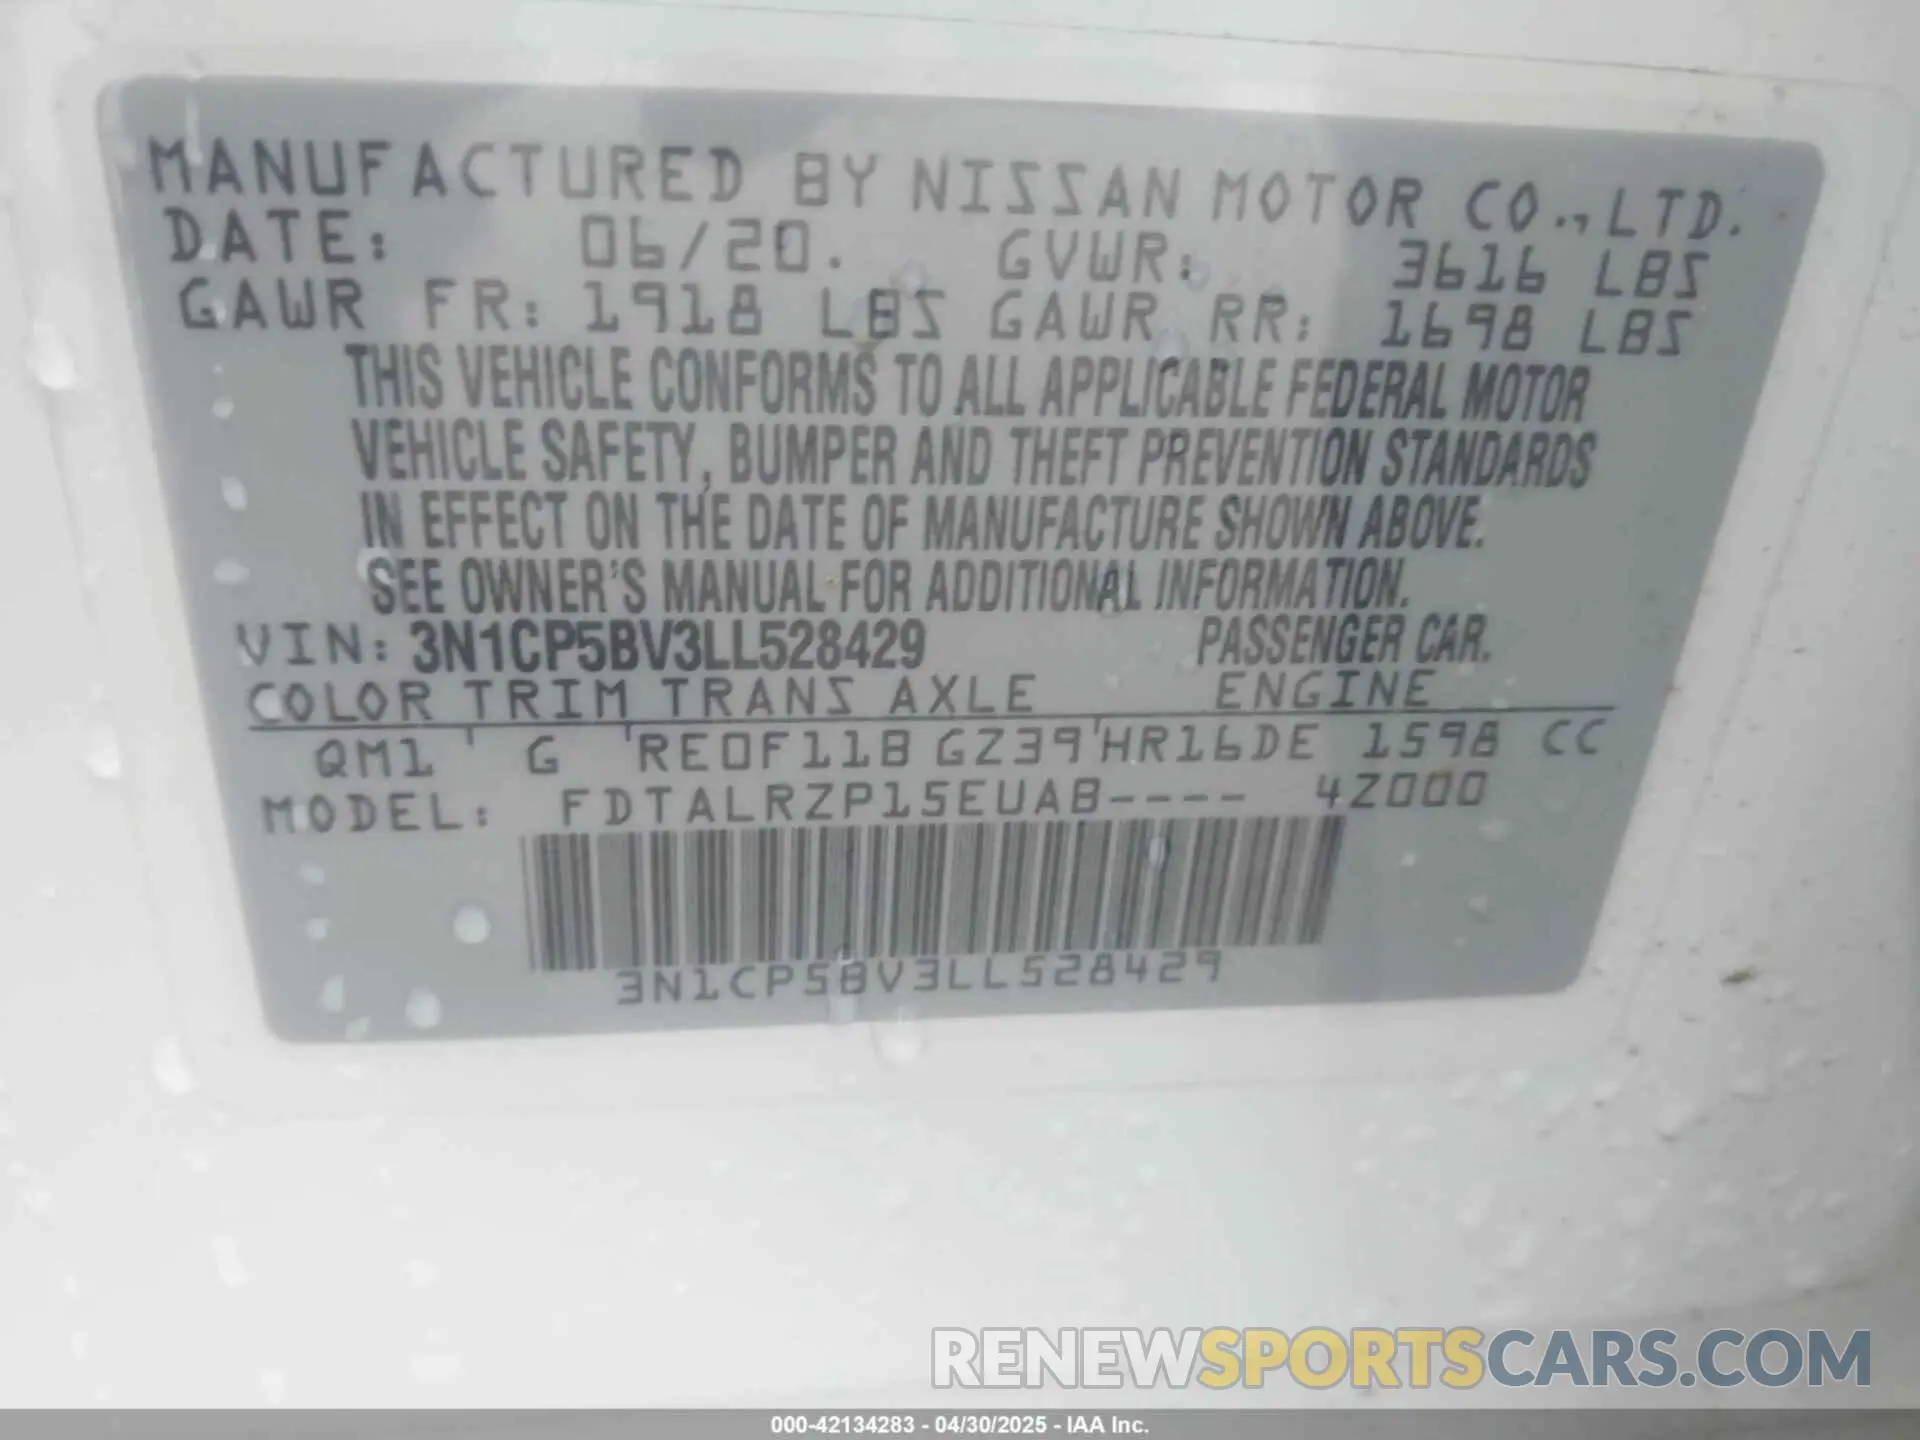 MANUFACTURED BY NISSAN MOTOR CO., LTD.
DATE: 06/20. GVWR: 3616 LBS
GAWR FR: 1918 LBS GAWR RR: 1698 LBS
THIS VEHICLE CONFORMS TO ALL APPLICABLE FEDERAL MOTOR
VEHICLE SAFETY, BUMPER AND THEFT PREVENTION STANDARDS
IN EFFECT ON THE DATE OF MANUFACTURE SHOWN ABOVE.
SEE OWNER'S MANUAL FOR ADDITIONAL INFORMATION.
VIN: 3N1CP5BV3LL528429 PASSENGER CAR.
COLOR TRIM TRANS AXLE ENGINE
QM1 G RE0F11B GZ39 HR16DE 1598 CC
MODEL: FDTALRZP15EUAB---- 4Z000
3N1CP5BV3LL528429
RENEWSPORTSCARS.COM
000-42134283 - 04/30/2025 - IAA Inc.